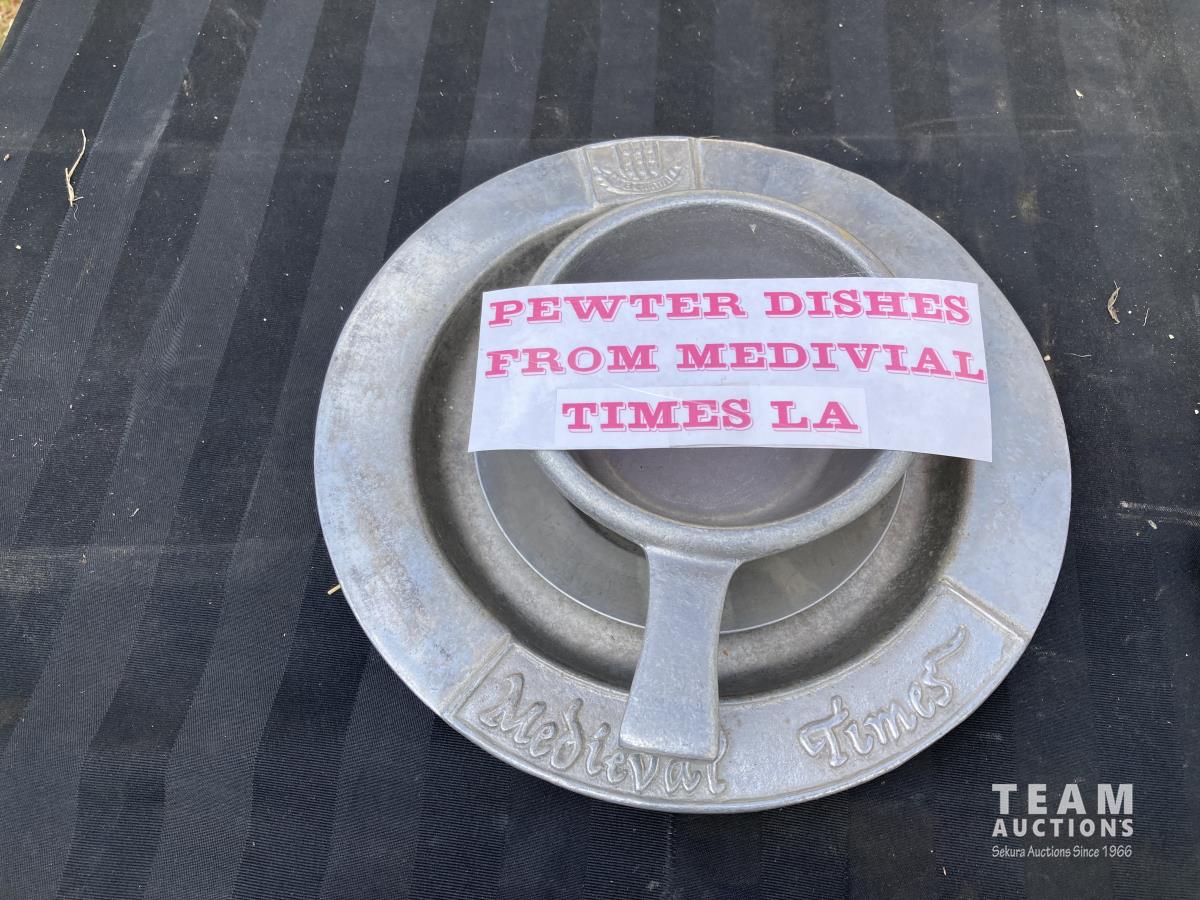 PEWTER DISHES
FROM MEDIVIAL
TIMES LA
Medieval Times
TEAM
AUCTIONS
Sekura Auctions Since 1966